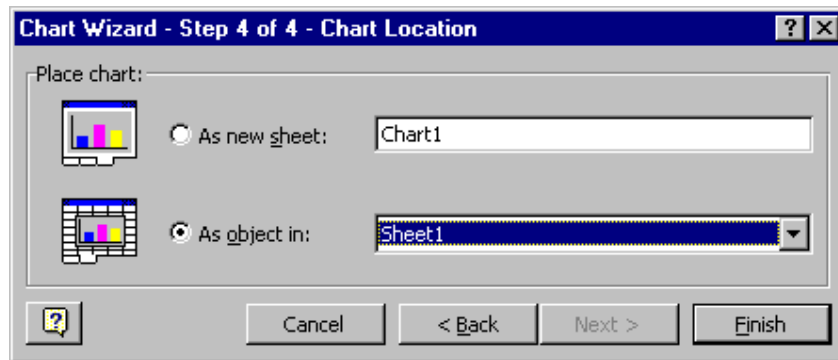 Chart Wizard - Step 4 of 4 - Chart Location
? X
Place chart:
As new sheet: Chart1
As object in: Sheet1
? Cancel < Back Next > Finish